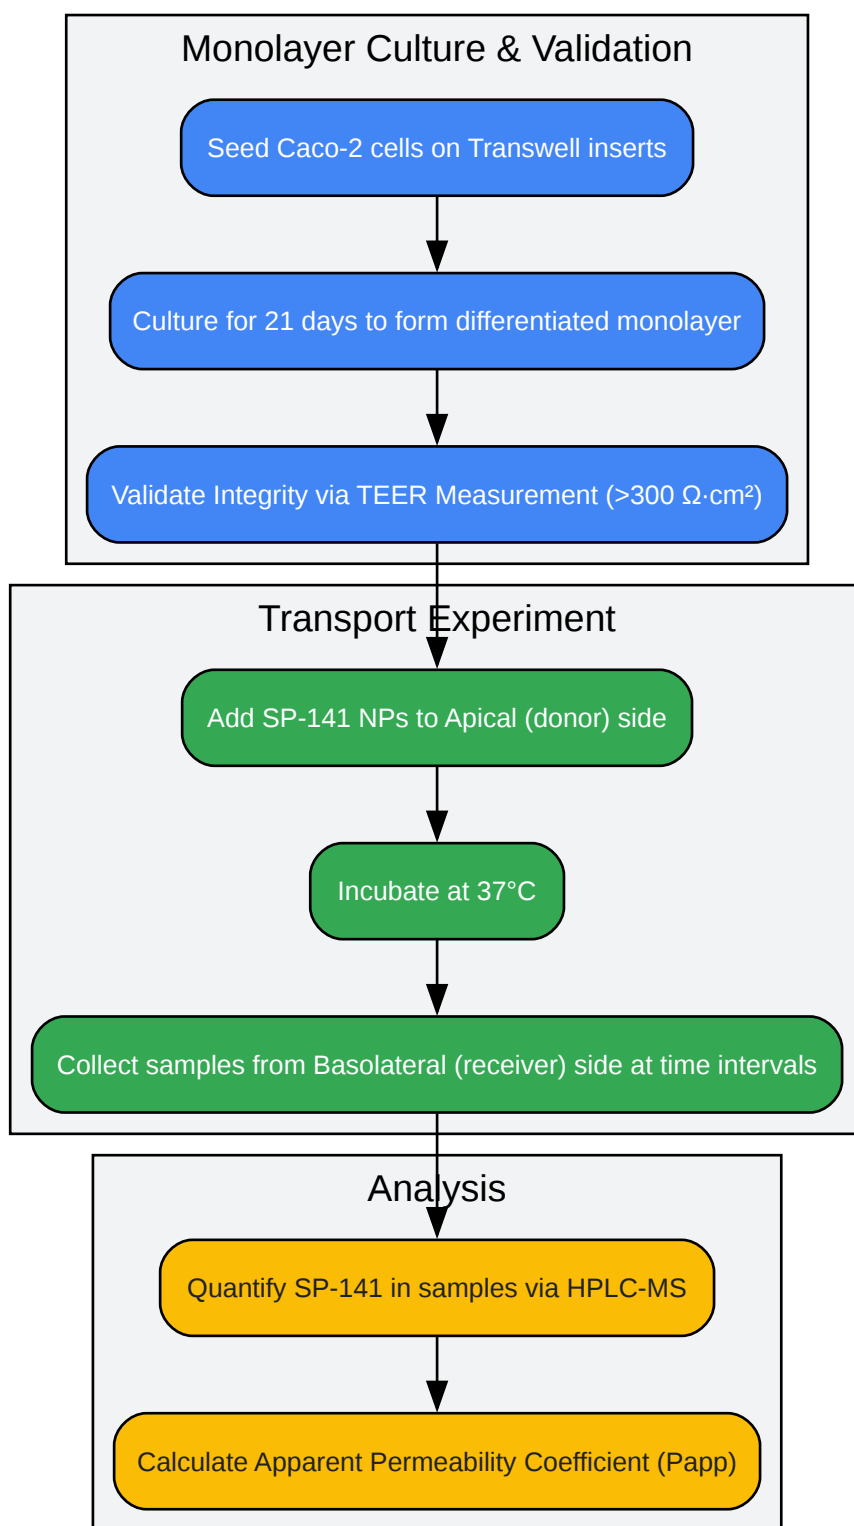 Monolayer Culture & Validation
Seed Caco-2 cells on Transwell inserts
Culture for 21 days to form differentiated monolayer
Validate Integrity via TEER Measurement (>300 Ω·cm²)
Transport Experiment
Add SP-141 NPs to Apical (donor) side
Incubate at 37°C
Collect samples from Basolateral (receiver) side at time intervals
Analysis
Quantify SP-141 in samples via HPLC-MS
Calculate Apparent Permeability Coefficient (Papp)